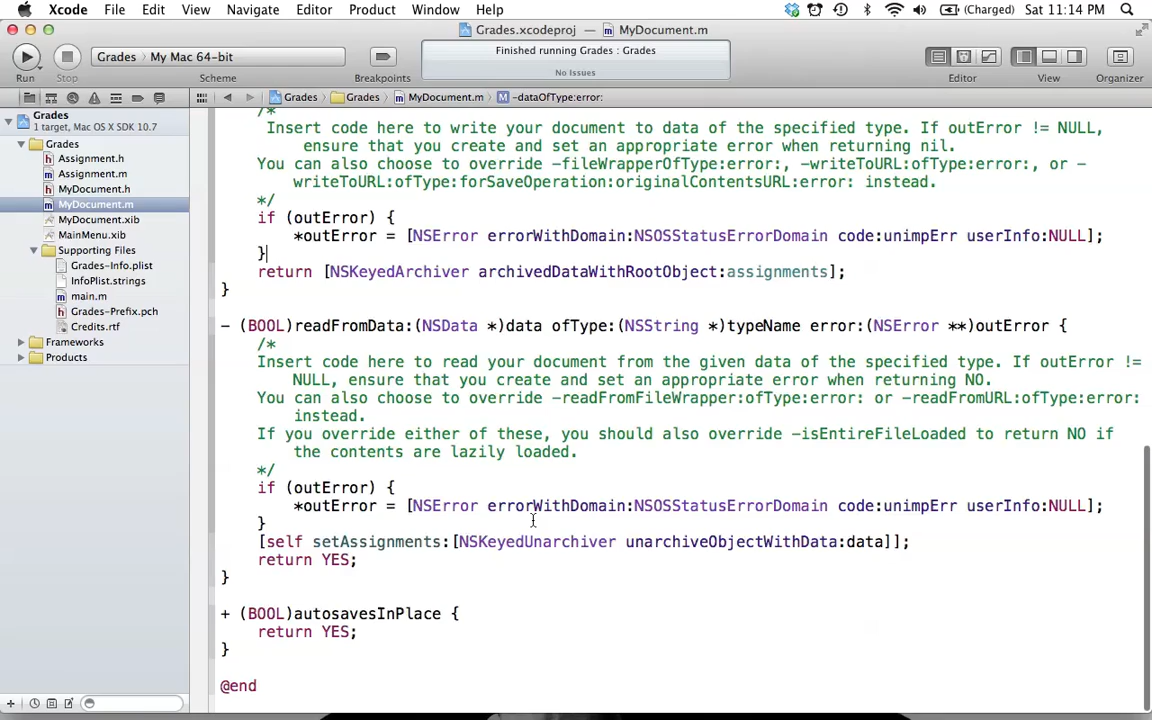 Xcode File Edit View Navigate Editor Product Window Help (Charged) Sat 11:14 PM
Grades.xcodeproj — MyDocument.m
Grades > My Mac 64-bit
Finished running Grades : Grades
No Issues
Run Stop Scheme Breakpoints Editor View Organizer
Grades > Grades > MyDocument.m > M -dataOfType:error:
Grades
1 target, Mac OS X SDK 10.7
Grades
Assignment.h
Assignment.m
MyDocument.h
MyDocument.m
MyDocument.xib
MainMenu.xib
Supporting Files
Grades-Info.plist
InfoPlist.strings
main.m
Grades-Prefix.pch
Credits.rtf
Frameworks
Products
/*
Insert code here to write your document to data of the specified type. If outError != NULL,
ensure that you create and set an appropriate error when returning nil.
You can also choose to override -fileWrapperOfType:error:, -writeToURL:ofType:error:, or -
writeToURL:ofType:forSaveOperation:originalContentsURL:error: instead.
*/
if (outError) {
*outError = [NSError errorWithDomain:NSOSStatusErrorDomain code:unimpErr userInfo:NULL];
}
return [NSKeyedArchiver archivedDataWithRootObject:assignments];
}
- (BOOL)readFromData:(NSData *)data ofType:(NSString *)typeName error:(NSError **)outError {
/*
Insert code here to read your document from the given data of the specified type. If outError !=
NULL, ensure that you create and set an appropriate error when returning NO.
You can also choose to override -readFromFileWrapper:ofType:error: or -readFromURL:ofType:error:
instead.
If you override either of these, you should also override -isEntireFileLoaded to return NO if
the contents are lazily loaded.
*/
if (outError) {
*outError = [NSError errorWithDomain:NSOSStatusErrorDomain code:unimpErr userInfo:NULL];
}
[self setAssignments:[NSKeyedUnarchiver unarchiveObjectWithData:data]];
return YES;
}
+ (BOOL)autosavesInPlace {
return YES;
}
@end